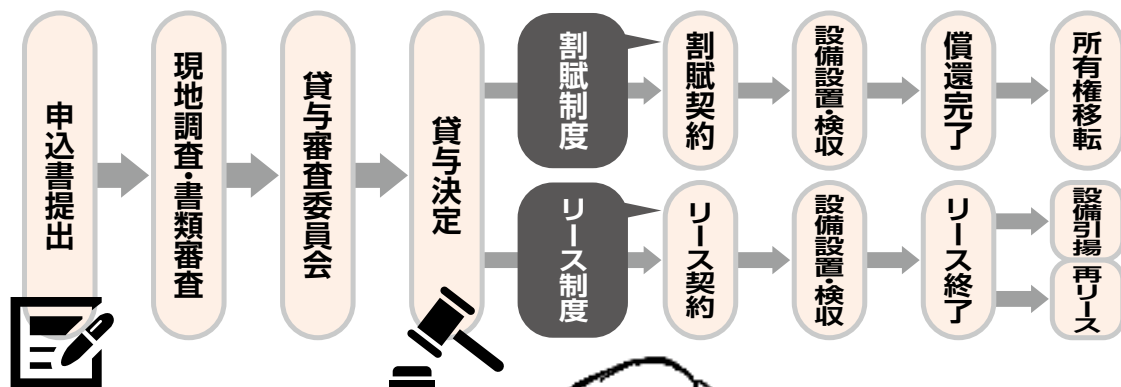 申込書提出
現地調査・書類審査
貸与審査委員会
貸与決定
割賦制度
割賦契約
設備設置・検収
償還完了
所有権移転
リース制度
リース契約
設備設置・検収
リース終了
設備引揚
再リース